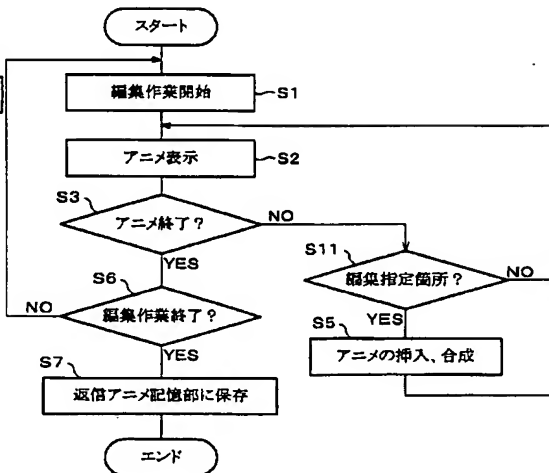 スタート
編集作業開始
S1
アニメ表示
S2
S3
アニメ終了？
NO
YES
S11
編集指定箇所？
NO
YES
S6
編集作業終了？
NO
YES
S5
アニメの挿入、合成
S7
返信アニメ記憶部に保存
エンド